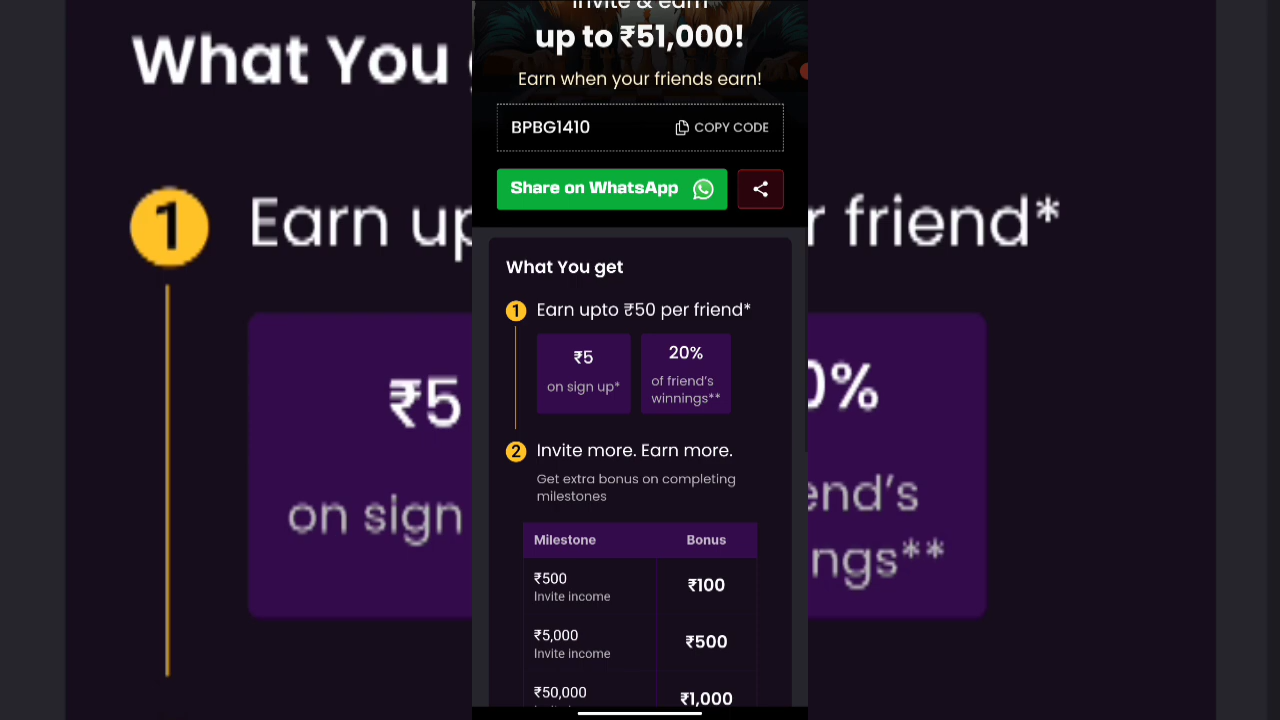 Invite & earn
up to ₹51,000!
Earn when your friends earn!
BPBG1410
COPY CODE
Share on WhatsApp
What You get
1 Earn upto ₹50 per friend*
₹5
on sign up*
20%
of friend's
winnings**
2 Invite more. Earn more.
Get extra bonus on completing
milestones
Milestone Bonus
₹500
Invite income
₹100
₹5,000
Invite income
₹500
₹50,000
₹1,000
What You
1
Earn up
r friend*
₹5
on sign
0%
end's
ngs**